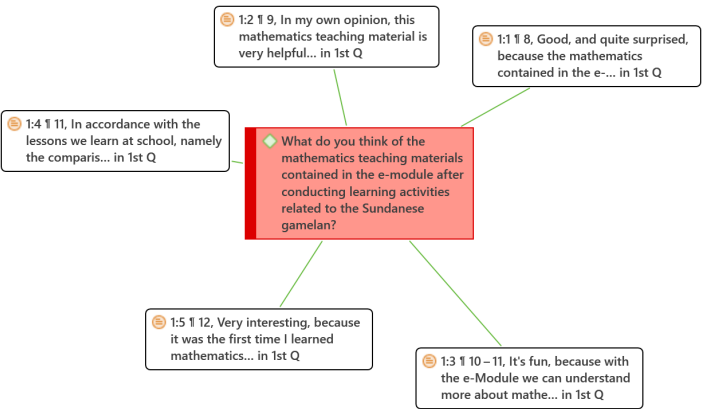 1:2 ¶ 9, In my own opinion, this
mathematics teaching material is
very helpful... in 1st Q
1:1 ¶ 8, Good, and quite surprised,
because the mathematics
contained in the e-... in 1st Q
1:4 ¶ 11, In accordance with the
lessons we learn at school, namely
the comparis... in 1st Q
What do you think of the
mathematics teaching materials
contained in the e-module after
conducting learning activities
related to the Sundanese
gamelan?
1:5 ¶ 12, Very interesting, because
it was the first time I learned
mathematics... in 1st Q
1:3 ¶ 10 – 11, It's fun, because with
the e-Module we can understand
more about mathe... in 1st Q